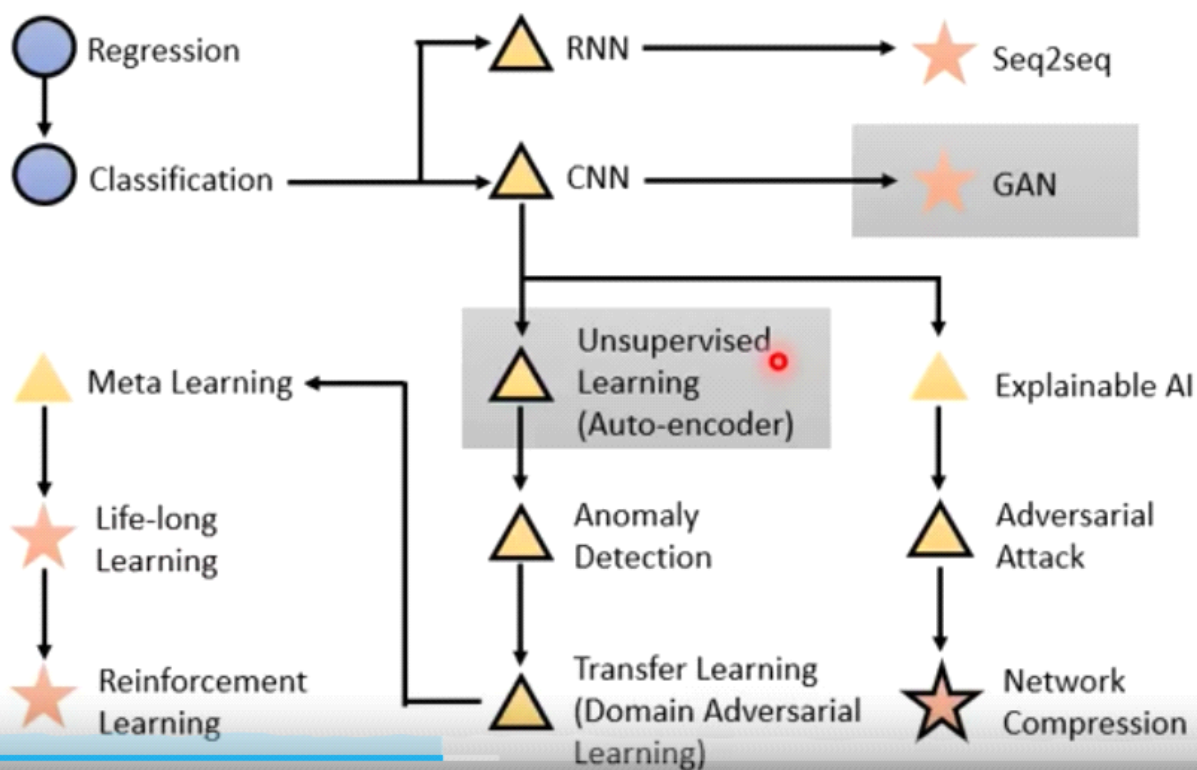 Regression
RNN
Seq2seq
Classification
CNN
GAN
Meta Learning
Unsupervised
Learning
(Auto-encoder)
Explainable AI
Life-long
Learning
Anomaly
Detection
Adversarial
Attack
Reinforcement
Learning
Transfer Learning
(Domain Adversarial
Learning)
Network
Compression